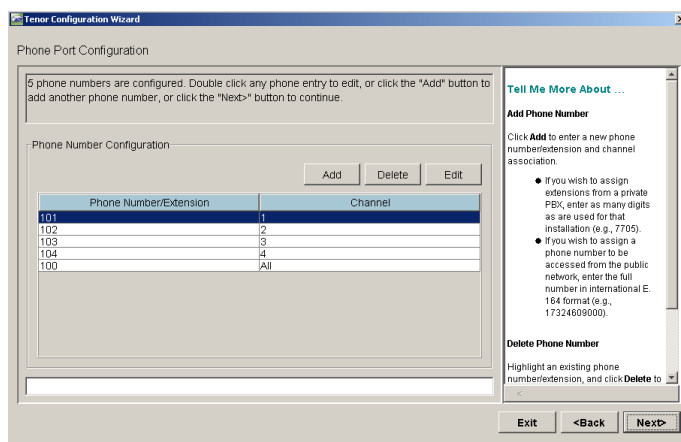 Tenor Configuration Wizard
Phone Port Configuration
5 phone numbers are configured. Double click any phone entry to edit, or click the "Add" button to
add another phone number, or click the "Next>" button to continue.
Phone Number Configuration
Add Delete Edit
Phone Number/Extension Channel
101 1
102 2
103 3
104 4
100 All
Tell Me More About ...
Add Phone Number
Click Add to enter a new phone
number/extension and channel
association.
If you wish to assign
extensions from a private
PBX, enter as many digits
as are used for that
installation (e.g., 7705).
If you wish to assign a
phone number to be
accessed from the public
network, enter the full
number in international E.
164 format (e.g.,
17324609000).
Delete Phone Number
Highlight an existing phone
number/extension, and click Delete to
Exit <Back Next>